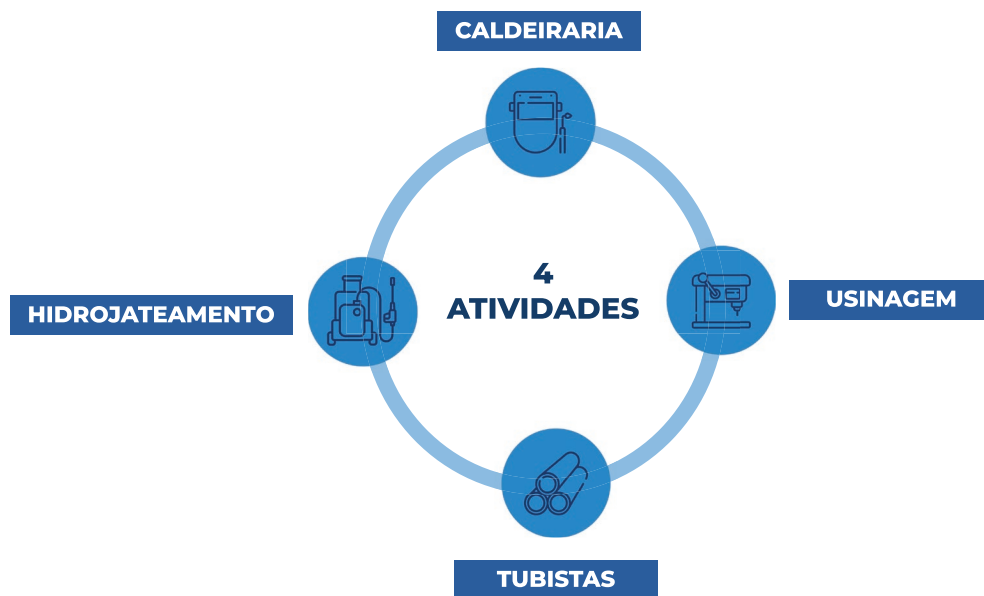 CALDEIRARIA
4
ATIVIDADES
USINAGEM
HIDROJATEAMENTO
TUBISTAS